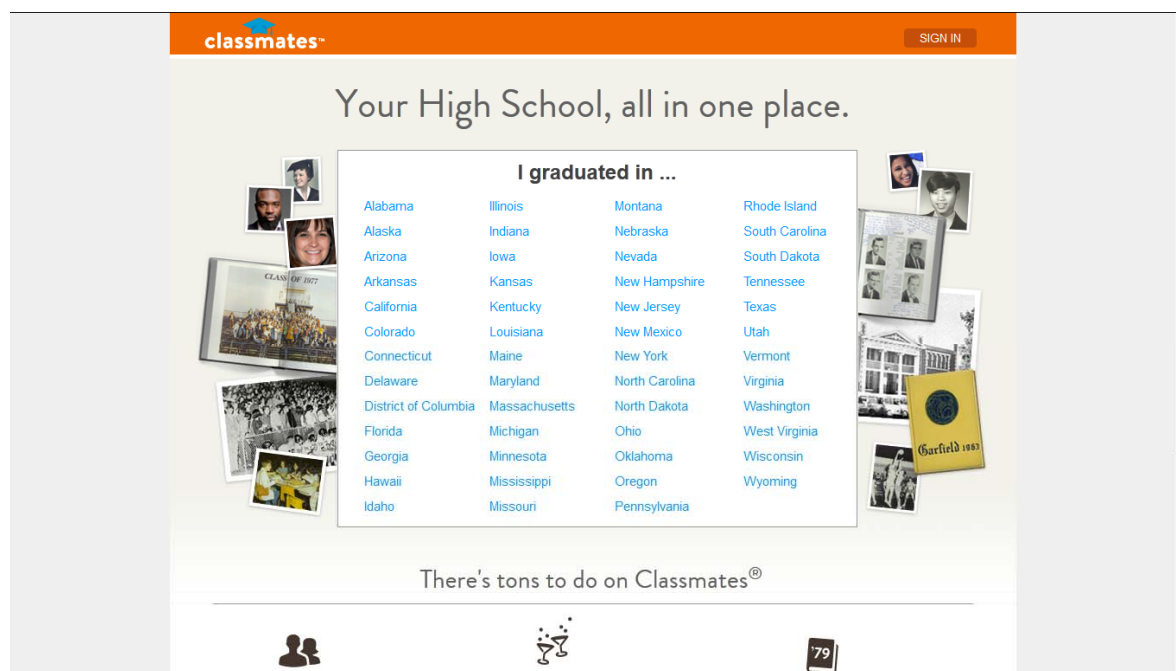 classmates™
SIGN IN
Your High School, all in one place.
I graduated in ...
Alabama
Alaska
Arizona
Arkansas
California
Colorado
Connecticut
Delaware
District of Columbia
Florida
Georgia
Hawaii
Idaho
Illinois
Indiana
Iowa
Kansas
Kentucky
Louisiana
Maine
Maryland
Massachusetts
Michigan
Minnesota
Mississippi
Missouri
Montana
Nebraska
Nevada
New Hampshire
New Jersey
New Mexico
New York
North Carolina
North Dakota
Ohio
Oklahoma
Oregon
Pennsylvania
Rhode Island
South Carolina
South Dakota
Tennessee
Texas
Utah
Vermont
Virginia
Washington
West Virginia
Wisconsin
Wyoming
CLASS OF 1977
Garfield 1983
There's tons to do on Classmates®
'79